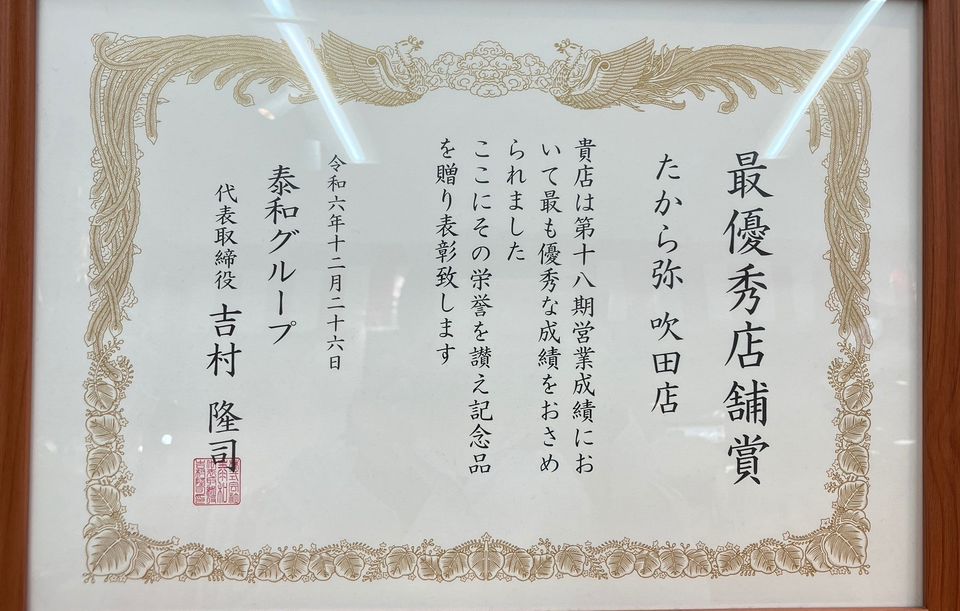 最優秀店舗賞
たから弥 吹田店
貴店は第十八期営業成績にお
いて最も優秀な成績をおさめ
られました
ここにその栄誉を讃え記念品
を贈り表彰致します
令和六年十二月二十六日
泰和グループ
代表取締役 吉村 隆司